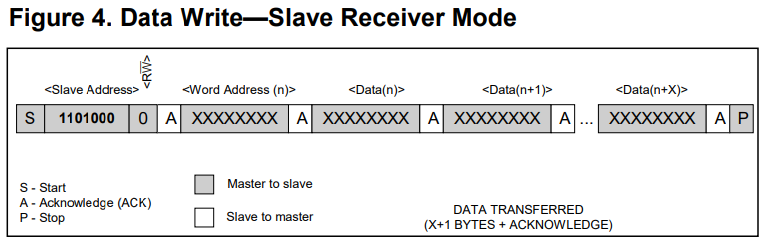 Figure 4. Data Write—Slave Receiver Mode
<RW>
<Slave Address> <Word Address (n)> <Data(n)> <Data(n+1)> <Data(n+X)>
S 1101000 0 A XXXXXXXX A XXXXXXXX A XXXXXXXX A ... XXXXXXXX A P
S - Start
A - Acknowledge (ACK)
P - Stop
Master to slave
Slave to master
DATA TRANSFERRED
(X+1 BYTES + ACKNOWLEDGE)